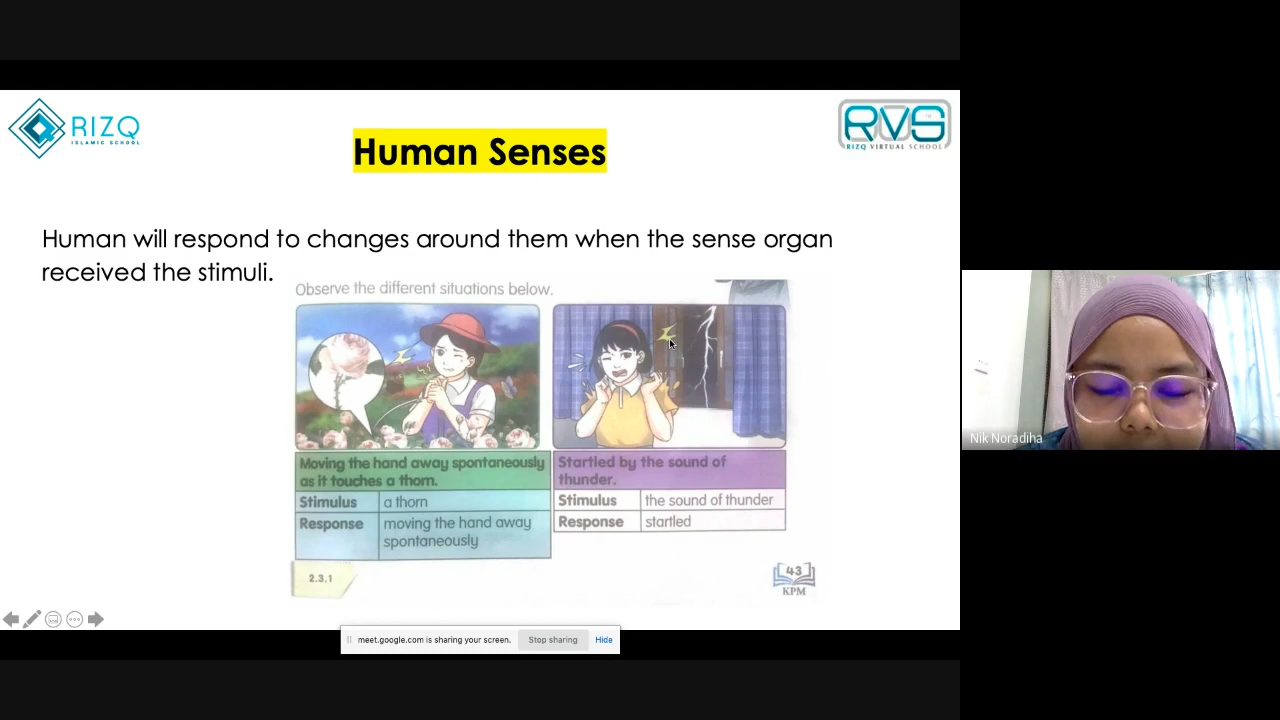 RIZQ
ISLAMIC SCHOOL
RVS
RIZQ VIRTUAL SCHOOL
Human Senses
Human will respond to changes around them when the sense organ
received the stimuli.
Observe the different situations below.
Moving the hand away spontaneously
as it touches a thorn.
Stimulus a thorn
Response moving the hand away
spontaneously
Startled by the sound of
thunder.
Stimulus the sound of thunder
Response startled
2.3.1
43
KPM
meet.google.com is sharing your screen. Stop sharing Hide
Nik Noradiha